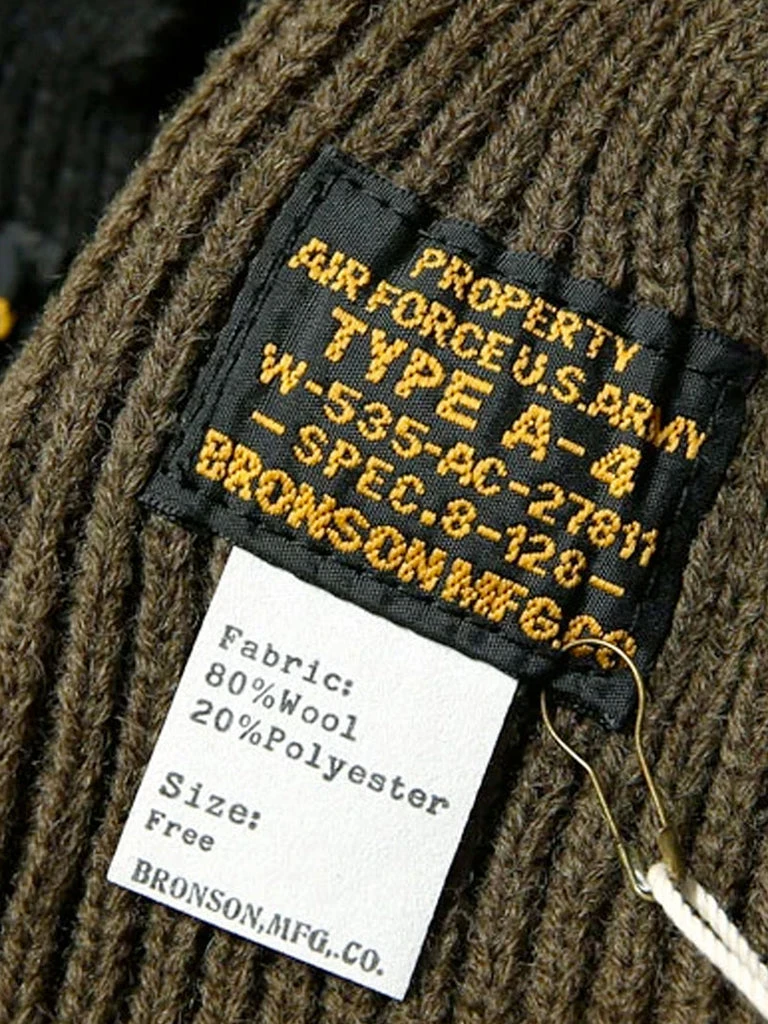 PROPERTY
AIR FORCE U.S.ARMY
TYPE A-4
W-535-AC-27811
- SPEC.8-128-
BRONSON MFG.CO
Fabric:
80%Wool
20%Polyester
Size:
Free
BRONSON,MFG,.CO.